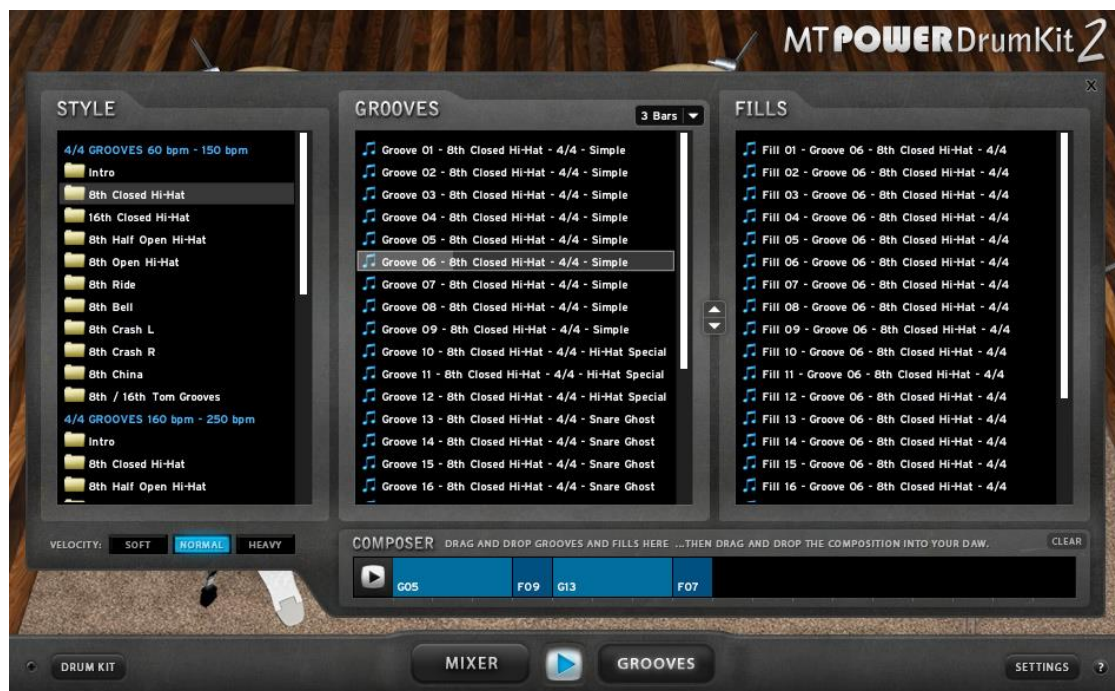 MT POWER DrumKit 2
X
STYLE
4/4 GROOVES 60 bpm - 150 bpm
Intro
8th Closed Hi-Hat
16th Closed Hi-Hat
8th Half Open Hi-Hat
8th Open Hi-Hat
8th Ride
8th Bell
8th Crash L
8th Crash R
8th China
8th / 16th Tom Grooves
4/4 GROOVES 160 bpm - 250 bpm
Intro
8th Closed Hi-Hat
8th Half Open Hi-Hat
GROOVES
3 Bars
Groove 01 - 8th Closed Hi-Hat - 4/4 - Simple
Groove 02 - 8th Closed Hi-Hat - 4/4 - Simple
Groove 03 - 8th Closed Hi-Hat - 4/4 - Simple
Groove 04 - 8th Closed Hi-Hat - 4/4 - Simple
Groove 05 - 8th Closed Hi-Hat - 4/4 - Simple
Groove 06 - 8th Closed Hi-Hat - 4/4 - Simple
Groove 07 - 8th Closed Hi-Hat - 4/4 - Simple
Groove 08 - 8th Closed Hi-Hat - 4/4 - Simple
Groove 09 - 8th Closed Hi-Hat - 4/4 - Simple
Groove 10 - 8th Closed Hi-Hat - 4/4 - Hi-Hat Special
Groove 11 - 8th Closed Hi-Hat - 4/4 - Hi-Hat Special
Groove 12 - 8th Closed Hi-Hat - 4/4 - Hi-Hat Special
Groove 13 - 8th Closed Hi-Hat - 4/4 - Snare Ghost
Groove 14 - 8th Closed Hi-Hat - 4/4 - Snare Ghost
Groove 15 - 8th Closed Hi-Hat - 4/4 - Snare Ghost
Groove 16 - 8th Closed Hi-Hat - 4/4 - Snare Ghost
FILLS
Fill 01 - Groove 06 - 8th Closed Hi-Hat - 4/4
Fill 02 - Groove 06 - 8th Closed Hi-Hat - 4/4
Fill 03 - Groove 06 - 8th Closed Hi-Hat - 4/4
Fill 04 - Groove 06 - 8th Closed Hi-Hat - 4/4
Fill 05 - Groove 06 - 8th Closed Hi-Hat - 4/4
Fill 06 - Groove 06 - 8th Closed Hi-Hat - 4/4
Fill 07 - Groove 06 - 8th Closed Hi-Hat - 4/4
Fill 08 - Groove 06 - 8th Closed Hi-Hat - 4/4
Fill 09 - Groove 06 - 8th Closed Hi-Hat - 4/4
Fill 10 - Groove 06 - 8th Closed Hi-Hat - 4/4
Fill 11 - Groove 06 - 8th Closed Hi-Hat - 4/4
Fill 12 - Groove 06 - 8th Closed Hi-Hat - 4/4
Fill 13 - Groove 06 - 8th Closed Hi-Hat - 4/4
Fill 14 - Groove 06 - 8th Closed Hi-Hat - 4/4
Fill 15 - Groove 06 - 8th Closed Hi-Hat - 4/4
Fill 16 - Groove 06 - 8th Closed Hi-Hat - 4/4
VELOCITY: SOFT NORMAL HEAVY
COMPOSER DRAG AND DROP GROOVES AND FILLS HERE ...THEN DRAG AND DROP THE COMPOSITION INTO YOUR DAW. CLEAR
G05 F09 G13 F07
DRUM KIT MIXER GROOVES SETTINGS ?